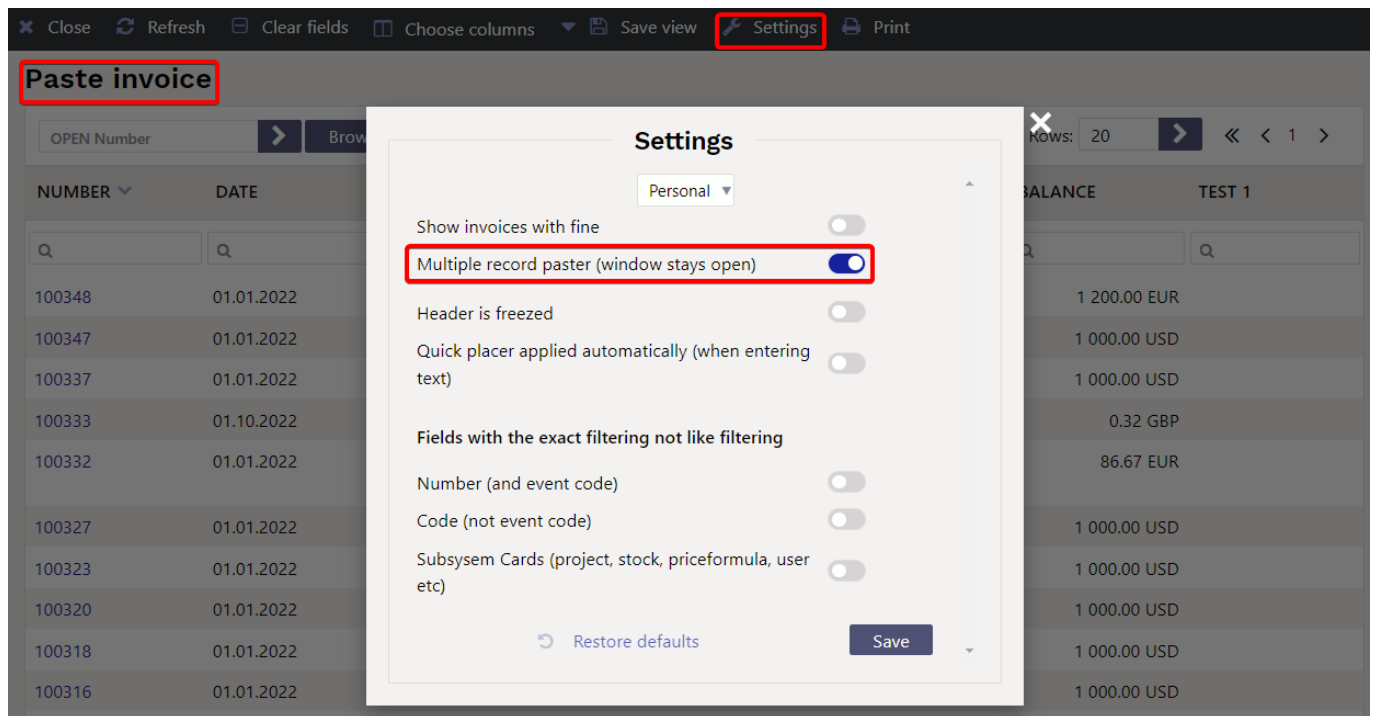 Close Refresh Clear fields Choose columns Save view Settings Print
Paste invoice
OPEN Number Brow Rows: 20 1
Settings
Personal
NUMBER DATE BALANCE TEST 1
Show invoices with fine
Multiple record paster (window stays open)
Header is freezed
Quick placer applied automatically (when entering
text)
Fields with the exact filtering not like filtering
Number (and event code)
Code (not event code)
Subsysem Cards (project, stock, priceformula, user
etc)
Restore defaults Save
100348 01.01.2022 1 200.00 EUR
100347 01.01.2022 1 000.00 USD
100337 01.01.2022 1 000.00 USD
100333 01.10.2022 0.32 GBP
100332 01.01.2022 86.67 EUR
100327 01.01.2022 1 000.00 USD
100323 01.01.2022 1 000.00 USD
100320 01.01.2022 1 000.00 USD
100318 01.01.2022 1 000.00 USD
100316 01.01.2022 1 000.00 USD